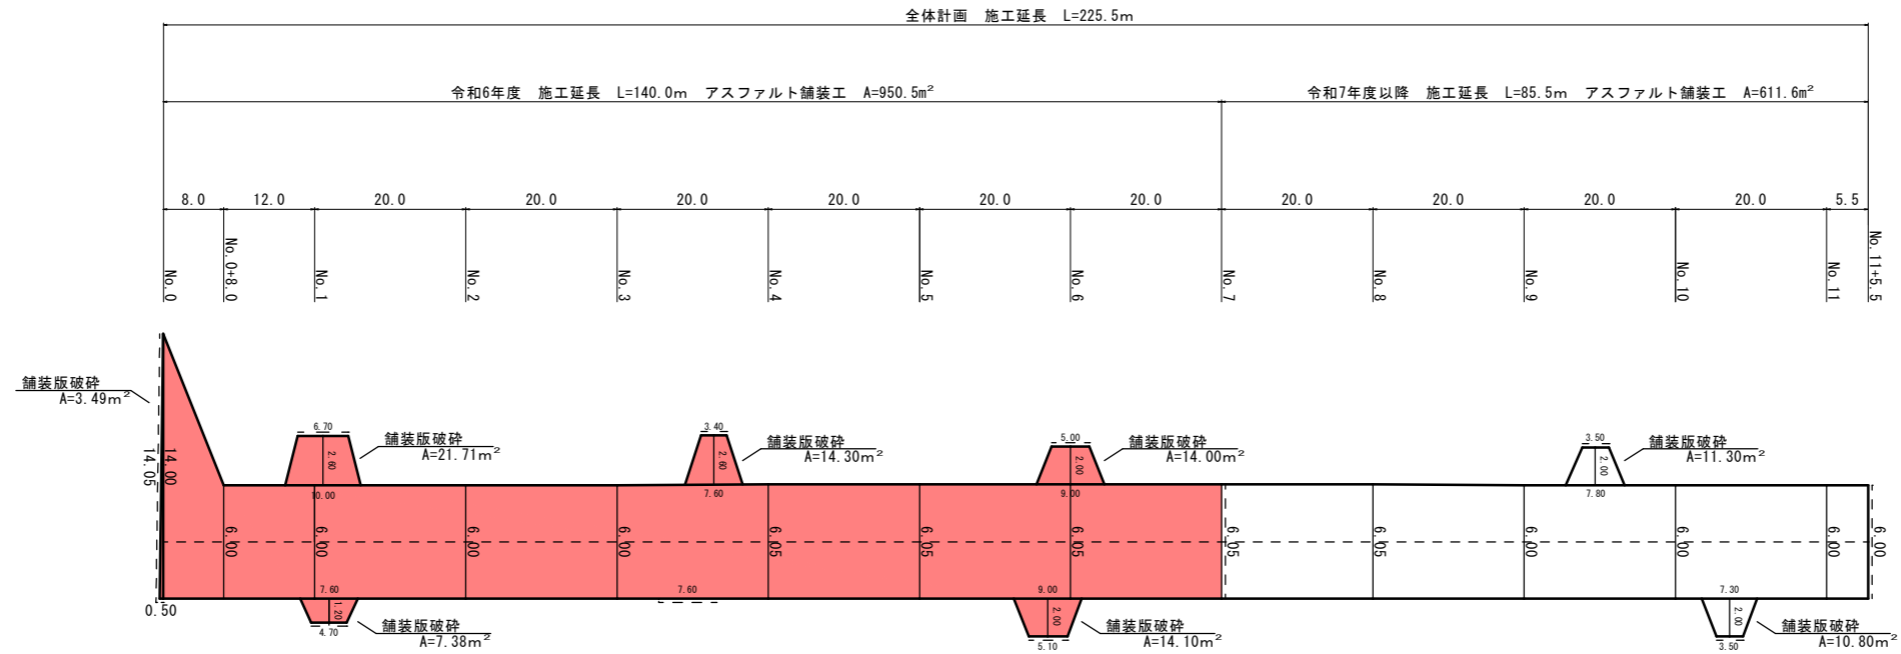 全体計画　施工延長　L=225.5m
令和6年度　施工延長　L=140.0m　アスファルト舗装工　A=950.5m²
令和7年度以降　施工延長　L=85.5m　アスファルト舗装工　A=611.6m²
8.0 12.0 20.0 20.0 20.0 20.0 20.0 20.0 20.0 20.0 20.0 20.0 5.5
No.0 No.0+8.0 No.1 No.2 No.3 No.4 No.5 No.6 No.7 No.8 No.9 No.10 No.11 No.11+5.5
舗装版破砕
A=3.49m²
14.05
14.00
6.70
2.60
舗装版破砕
A=21.71m²
10.00
3.40
2.60
舗装版破砕
A=14.30m²
7.60
5.00
2.00
舗装版破砕
A=14.00m²
9.00
3.50
2.00
舗装版破砕
A=11.30m²
7.80
6.00 6.00 6.00 6.00 6.05 6.05 6.05 6.05 6.05 6.00 6.00 6.00 6.00
0.50
7.60
1.20
4.70
舗装版破砕
A=7.38m²
7.60
9.00
2.00
5.10
舗装版破砕
A=14.10m²
7.30
2.00
3.50
舗装版破砕
A=10.80m²